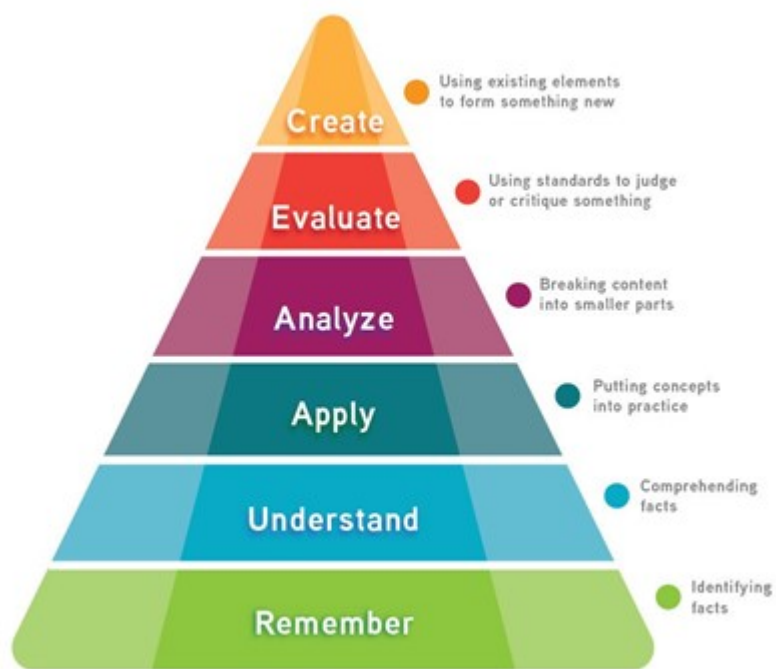 Create
Using existing elements
to form something new
Evaluate
Using standards to judge
or critique something
Analyze
Breaking content
into smaller parts
Apply
Putting concepts
into practice
Understand
Comprehending
facts
Remember
Identifying
facts